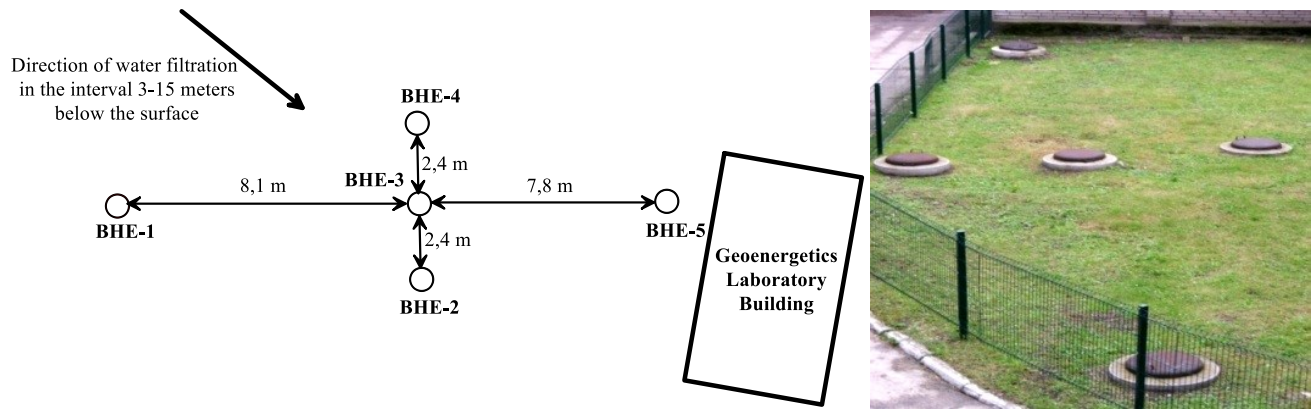 Direction of water filtration
in the interval 3-15 meters
below the surface
BHE-4
2,4 m
8,1 m
BHE-3
7,8 m
BHE-1
2,4 m
BHE-5
BHE-2
Geoenergetics
Laboratory
Building